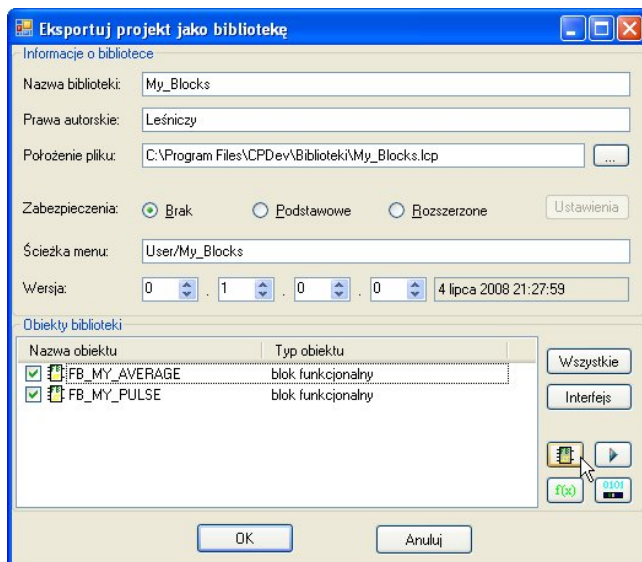 Eksportuj projekt jako bibliotekę
Informacje o bibliotece
Nazwa biblioteki: My_Blocks
Prawa autorskie: Leśniczy
Położenie pliku: C:\Program Files\CPDev\Biblioteki\My_Blocks.lcp ...
Zabezpieczenia: Brak Podstawowe Rozszerzone Ustawienia
Ścieżka menu: User/My_Blocks
Wersja: 0 . 1 . 0 . 0 4 lipca 2008 21:27:59
Obiekty biblioteki
Nazwa obiektu Typ obiektu
FB_MY_AVERAGE blok funkcjonalny
FB_MY_PULSE blok funkcjonalny
Wszystkie
Interfejs
f(x) 0101
OK Anuluj